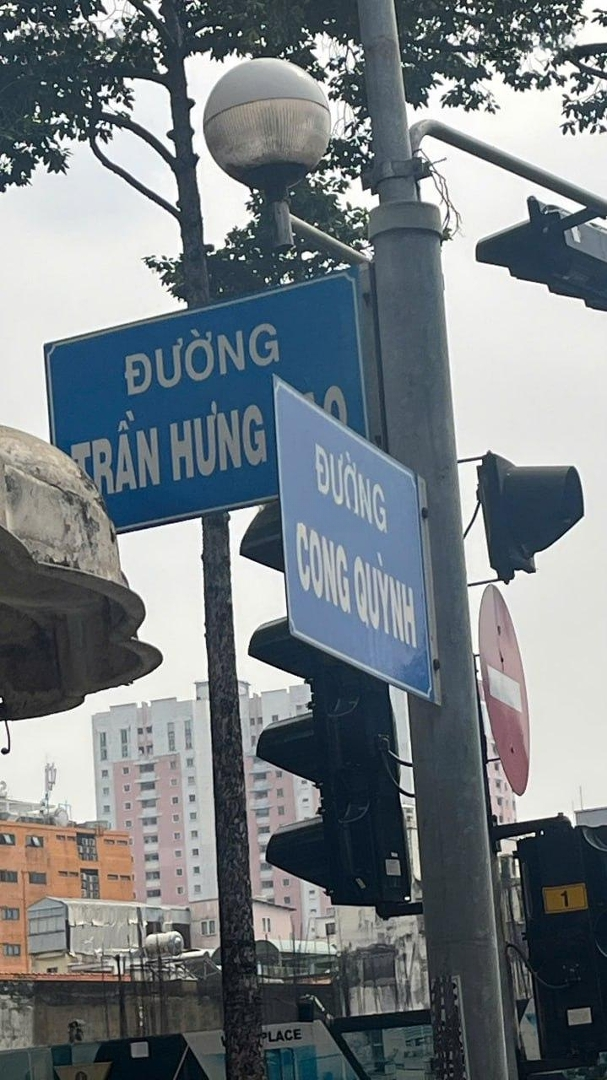 ĐƯỜNG
TRẦN HƯNG
ĐƯỜNG
CONG QUỲNH
1
PLACE